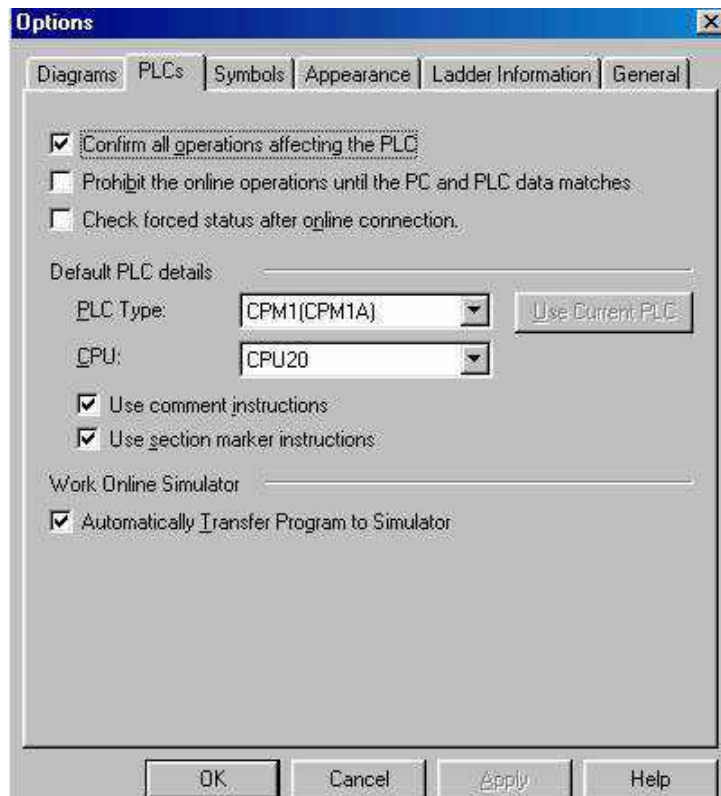 Options
Diagrams PLCs Symbols Appearance Ladder Information General
Confirm all operations affecting the PLC
Prohibit the online operations until the PC and PLC data matches
Check forced status after online connection.
Default PLC details
PLC Type: CPM1(CPM1A) Use Current PLC
CPU: CPU20
Use comment instructions
Use section marker instructions
Work Online Simulator
Automatically Transfer Program to Simulator
OK Cancel Apply Help